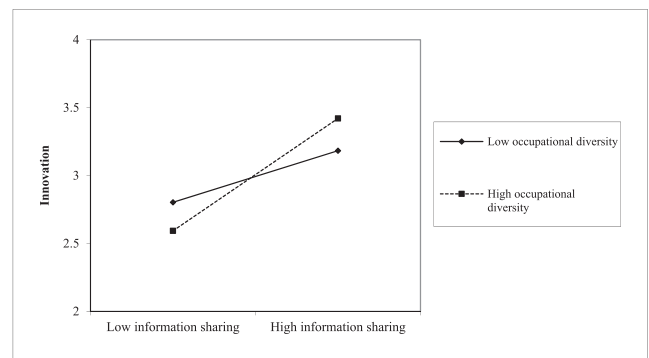 4
3.5
3
2.5
2
Innovation
Low information sharing
High information sharing
Low occupational diversity
High occupational
diversity